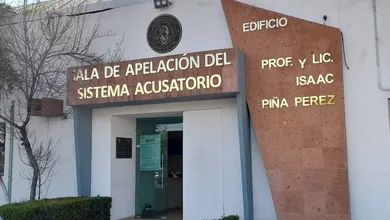 SALA DE APELACIÓN DEL
SISTEMA ACUSATORIO
EDIFICIO
PROF. Y LIC.
ISAAC
PIÑA PEREZ